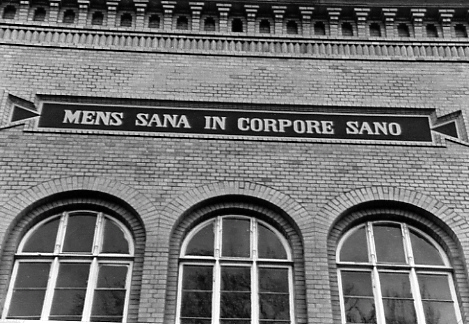 MENS SANA IN CORPORE SANO